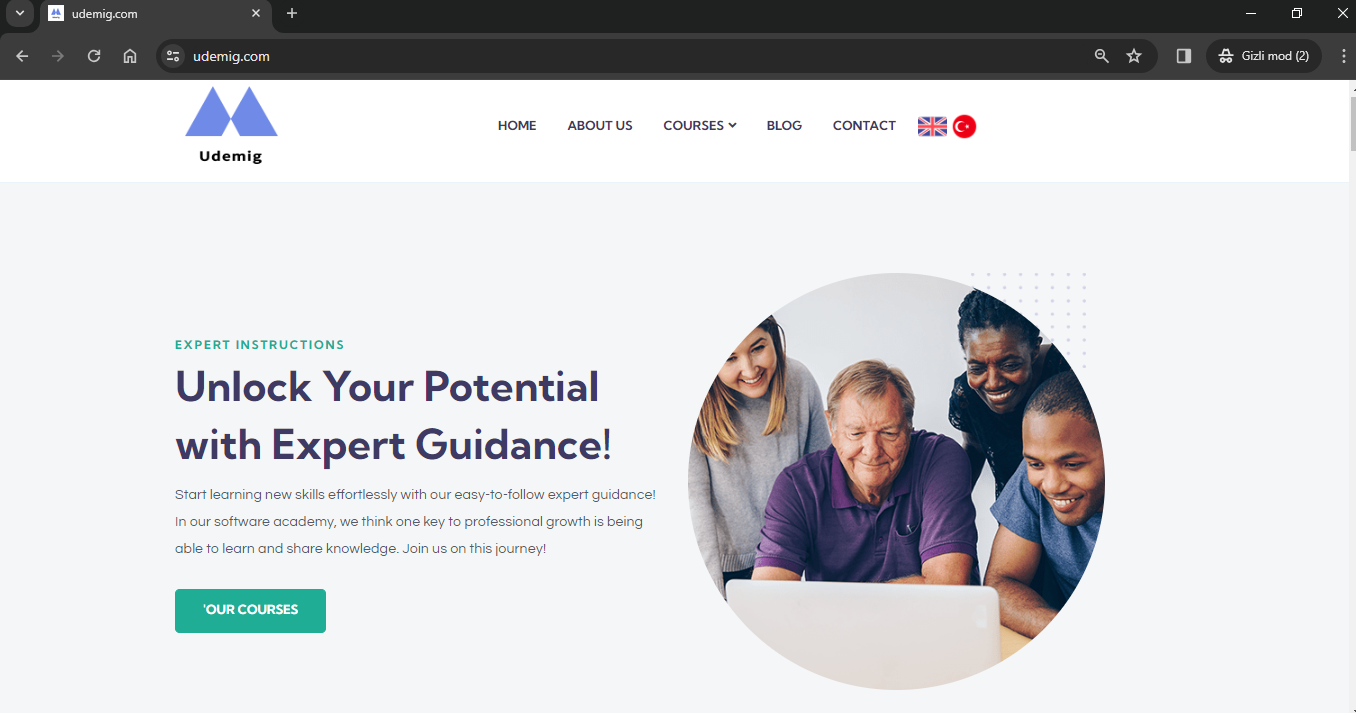 udemig.com
udemig.com
Gizli mod (2)
Udemig
HOME ABOUT US COURSES BLOG CONTACT
EXPERT INSTRUCTIONS
Unlock Your Potential
with Expert Guidance!
Start learning new skills effortlessly with our easy-to-follow expert guidance!
In our software academy, we think one key to professional growth is being
able to learn and share knowledge. Join us on this journey!
'OUR COURSES